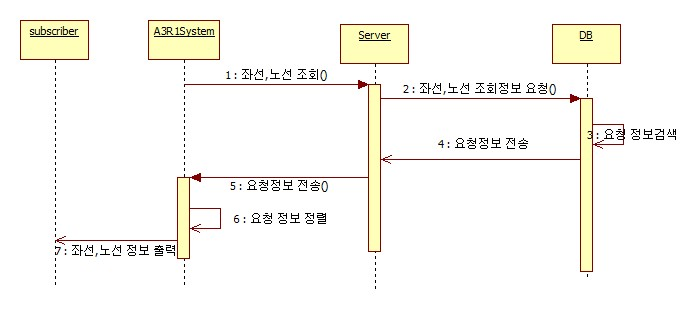 subscriber
A3R1System
Server
DB
1 : 좌선,노선 조회()
2 : 좌선,노선 조회정보 요청()
3 : 요청 정보검색
4 : 요청정보 전송
5 : 요청정보 전송()
6 : 요청 정보 정렬
7 : 좌선,노선 정보 출력